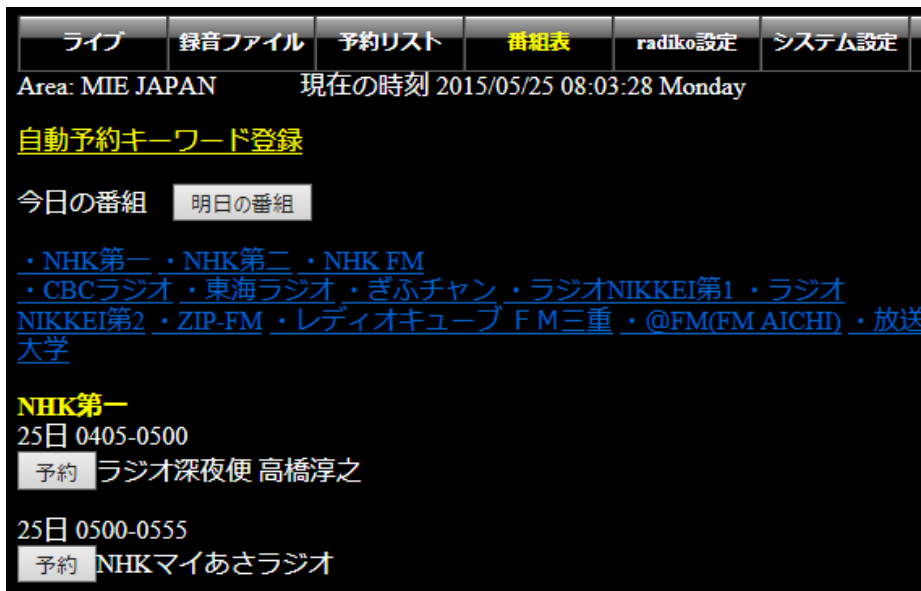 ライブ 録音ファイル 予約リスト 番組表 radiko設定 システム設定
Area: MIE JAPAN 現在の時刻 2015/05/25 08:03:28 Monday
自動予約キーワード登録
今日の番組 明日の番組
・NHK第一 ・NHK第二 ・NHK FM
・CBCラジオ ・東海ラジオ ・ぎふチャン ・ラジオNIKKEI第1 ・ラジオ
NIKKEI第2 ・ZIP-FM ・レディオキューブ ＦＭ三重 ・@FM(FM AICHI) ・放送
大学
NHK第一
25日 0405-0500
予約 ラジオ深夜便 高橋淳之
25日 0500-0555
予約 NHKマイあさラジオ